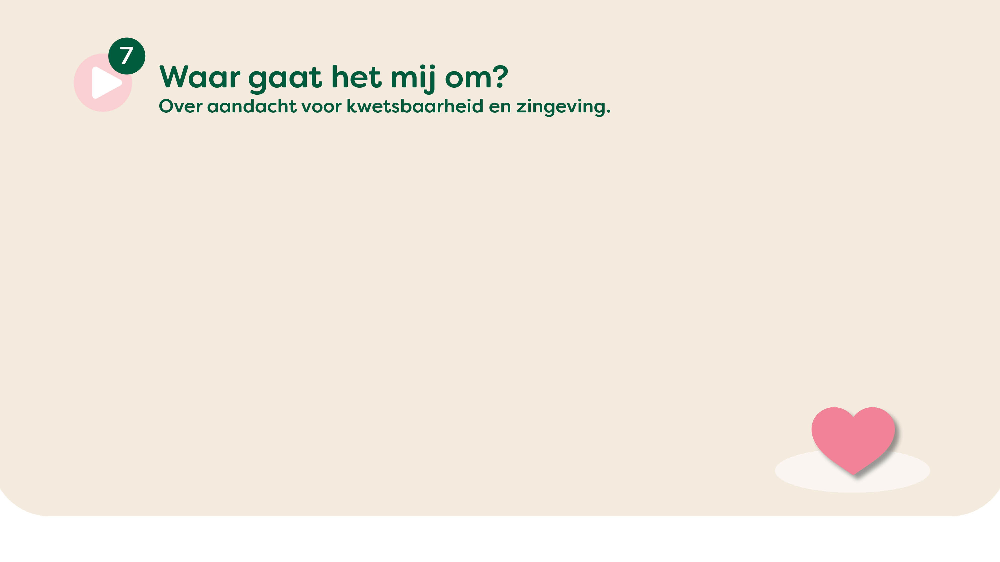 7
Waar gaat het mij om?
Over aandacht voor kwetsbaarheid en zingeving.